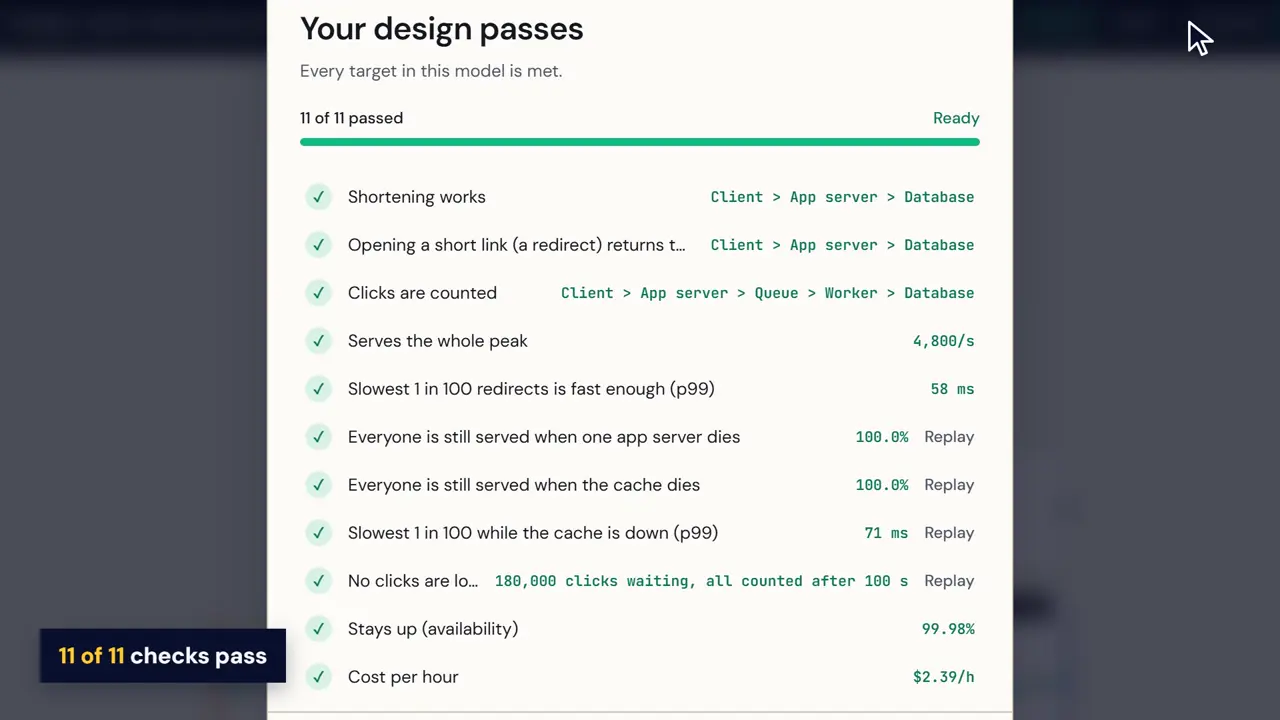 Your design passes
Every target in this model is met.
11 of 11 passed Ready
✓ Shortening works Client > App server > Database
✓ Opening a short link (a redirect) returns t... Client > App server > Database
✓ Clicks are counted Client > App server > Queue > Worker > Database
✓ Serves the whole peak 4,800/s
✓ Slowest 1 in 100 redirects is fast enough (p99) 58 ms
✓ Everyone is still served when one app server dies 100.0% Replay
✓ Everyone is still served when the cache dies 100.0% Replay
✓ Slowest 1 in 100 while the cache is down (p99) 71 ms Replay
✓ No clicks are lo... 180,000 clicks waiting, all counted after 100 s Replay
✓ Stays up (availability) 99.98%
✓ Cost per hour $2.39/h
11 of 11 checks pass